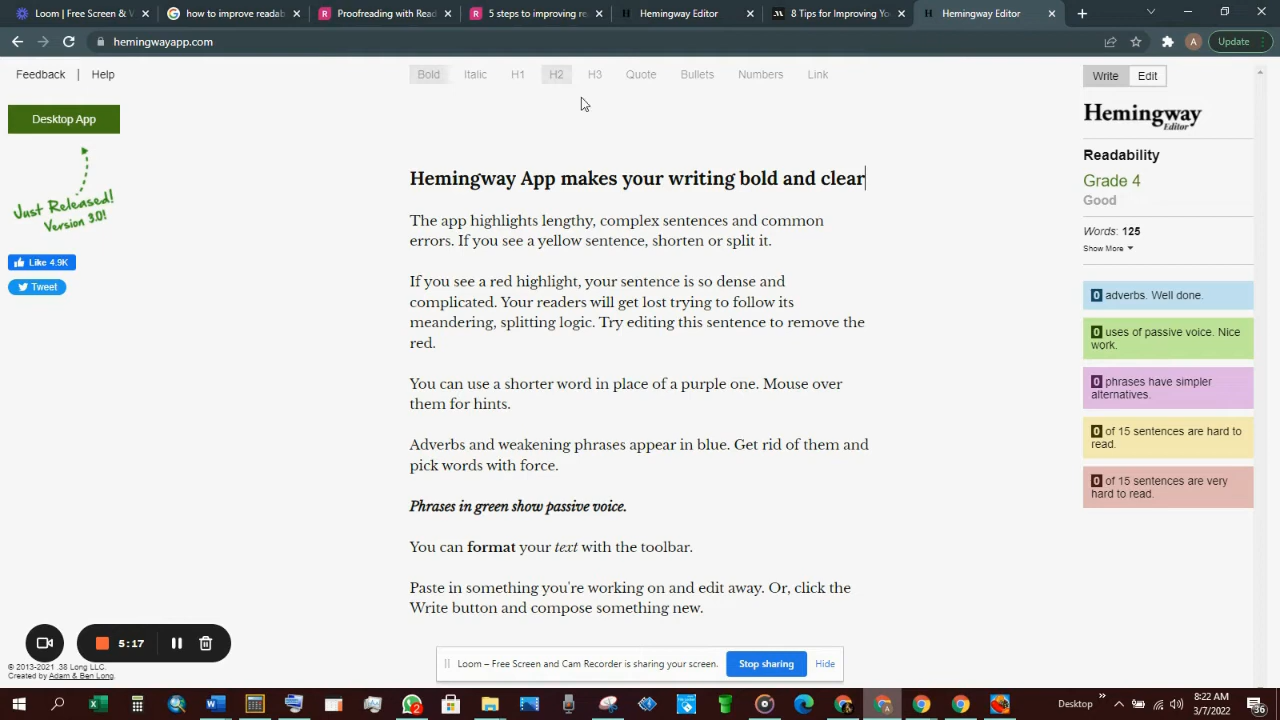 Loom | Free Screen & V
how to improve readab
Proofreading with Read
5 steps to improving re
Hemingway Editor
8 Tips for Improving You
Hemingway Editor
hemingwayapp.com
Update
Feedback | Help
Bold Italic H1 H2 H3 Quote Bullets Numbers Link
Write Edit
Desktop App
Just Released!
Version 3.0!
Like 4.9K
Tweet
Hemingway App makes your writing bold and clear
The app highlights lengthy, complex sentences and common
errors. If you see a yellow sentence, shorten or split it.
If you see a red highlight, your sentence is so dense and
complicated. Your readers will get lost trying to follow its
meandering, splitting logic. Try editing this sentence to remove the
red.
You can use a shorter word in place of a purple one. Mouse over
them for hints.
Adverbs and weakening phrases appear in blue. Get rid of them and
pick words with force.
Phrases in green show passive voice.
You can format your text with the toolbar.
Paste in something you're working on and edit away. Or, click the
Write button and compose something new.
Hemingway
Editor
Readability
Grade 4
Good
Words: 125
Show More
0 adverbs. Well done.
0 uses of passive voice. Nice
work.
0 phrases have simpler
alternatives.
0 of 15 sentences are hard to
read.
0 of 15 sentences are very
hard to read.
5:17
© 2013-2021 .38 Long LLC.
Created by Adam & Ben Long.
Loom – Free Screen and Cam Recorder is sharing your screen.
Stop sharing
Hide
Desktop
8:22 AM
3/7/2022
36
2
A